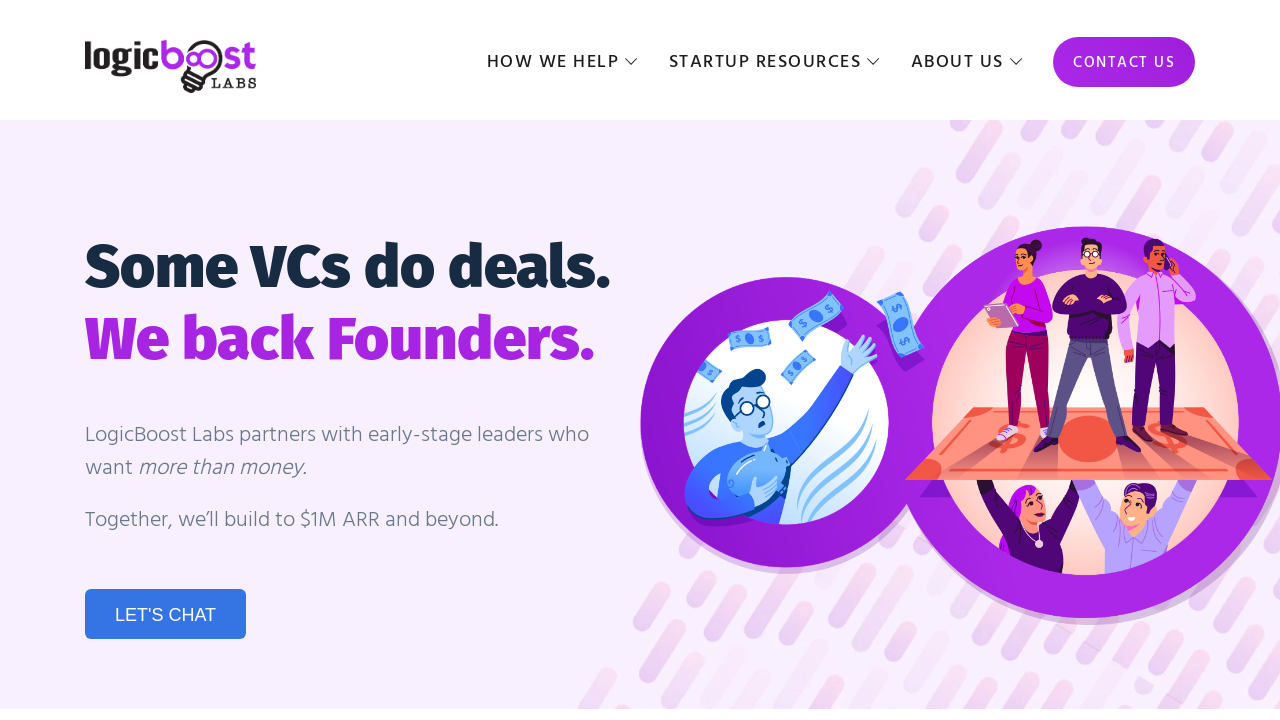 logicboost
LABS
HOW WE HELP
STARTUP RESOURCES
ABOUT US
CONTACT US
Some VCs do deals.
We back Founders.
LogicBoost Labs partners with early-stage leaders who
want more than money.
Together, we’ll build to $1M ARR and beyond.
LET'S CHAT